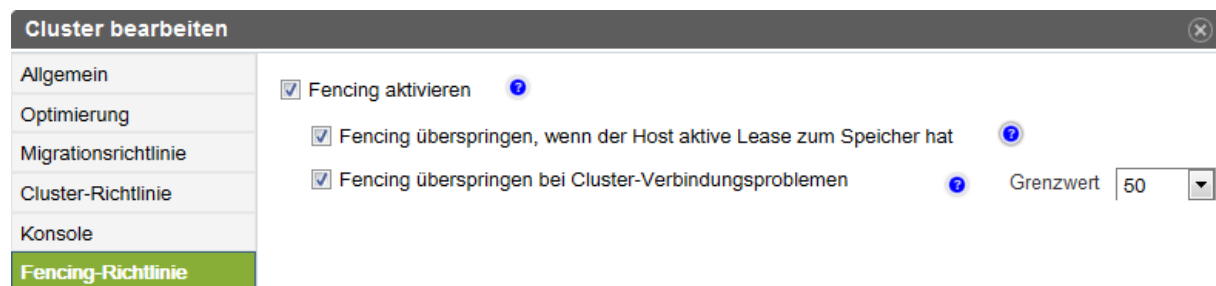 Cluster bearbeiten
Allgemein
Optimierung
Migrationsrichtlinie
Cluster-Richtlinie
Konsole
Fencing-Richtlinie
Fencing aktivieren ?
Fencing überspringen, wenn der Host aktive Lease zum Speicher hat ?
Fencing überspringen bei Cluster-Verbindungsproblemen ? Grenzwert 50